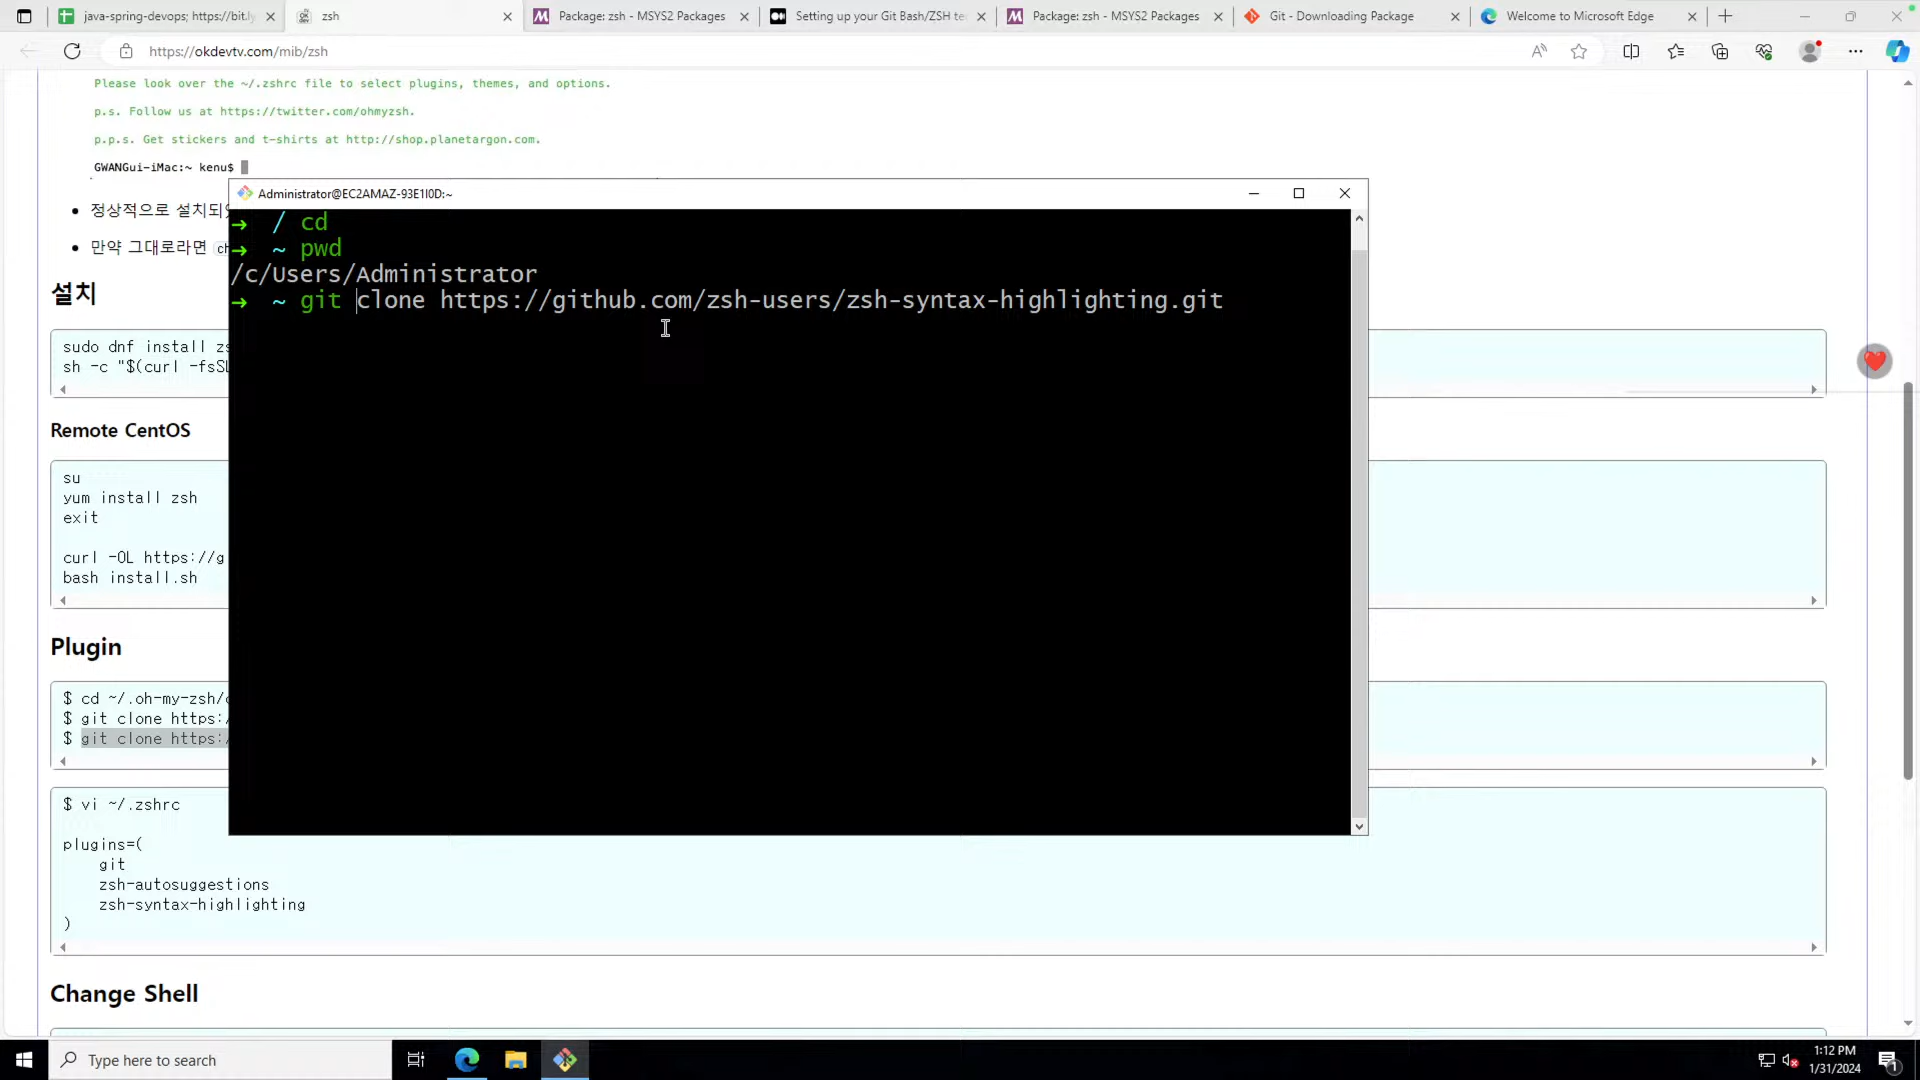 java-spring-devops; https://bit.ly
zsh
Package: zsh - MSYS2 Packages
Setting up your Git Bash/ZSH te
Package: zsh - MSYS2 Packages
Git - Downloading Package
Welcome to Microsoft Edge
https://okdevtv.com/mib/zsh
Please look over the ~/.zshrc file to select plugins, themes, and options.
p.s. Follow us at https://twitter.com/ohmyzsh.
p.p.s. Get stickers and t-shirts at http://shop.planetargon.com.
GWANGui-iMac:~ kenu$
Administrator@EC2AMAZ-93E1I0D:~
→ / cd
→ ~ pwd
/c/Users/Administrator
→ ~ git clone https://github.com/zsh-users/zsh-syntax-highlighting.git
정상적으로 설치되
만약 그대로라면 ch
설치
sudo dnf install zs
sh -c "$(curl -fsSL
Remote CentOS
su
yum install zsh
exit
curl -OL https://g
bash install.sh
Plugin
$ cd ~/.oh-my-zsh/c
$ git clone https:/
$ git clone https:/
$ vi ~/.zshrc
plugins=(
git
zsh-autosuggestions
zsh-syntax-highlighting
)
Change Shell
Type here to search
1:12 PM
1/31/2024
1